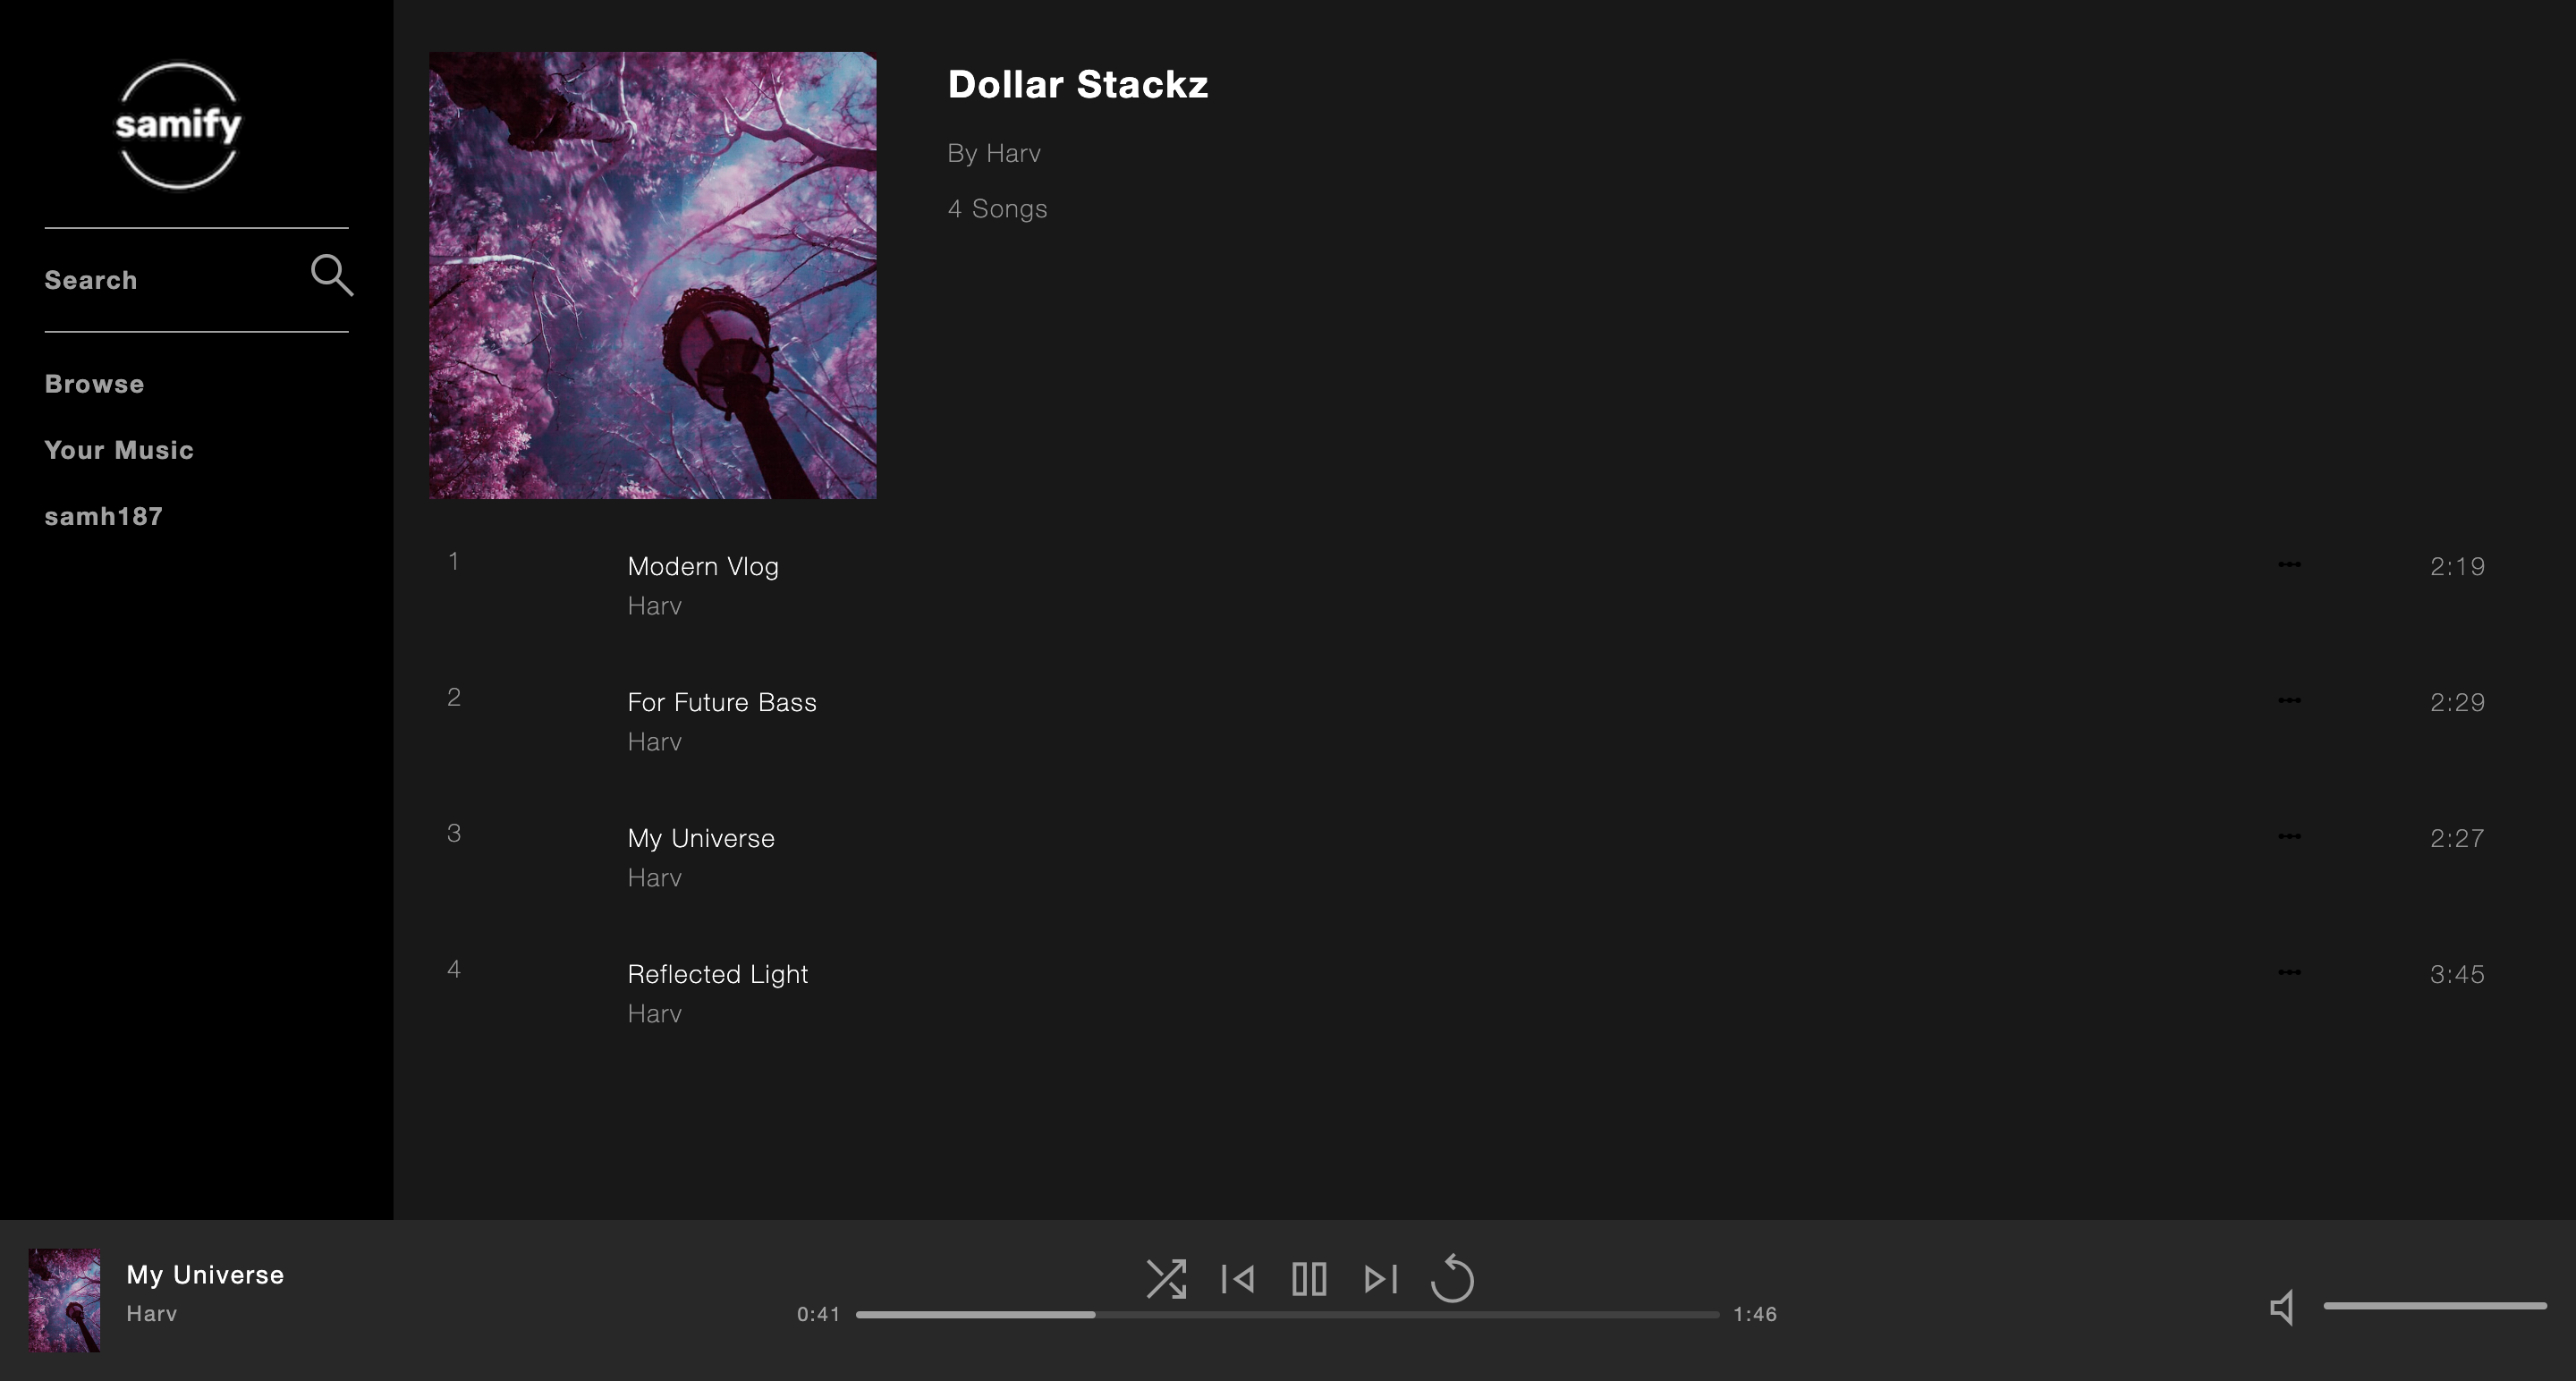 samify
Search
Browse
Your Music
samh187
Dollar Stackz
By Harv
4 Songs
1 Modern Vlog 2:19
Harv
2 For Future Bass 2:29
Harv
3 My Universe 2:27
Harv
4 Reflected Light 3:45
Harv
My Universe
Harv
0:41 1:46